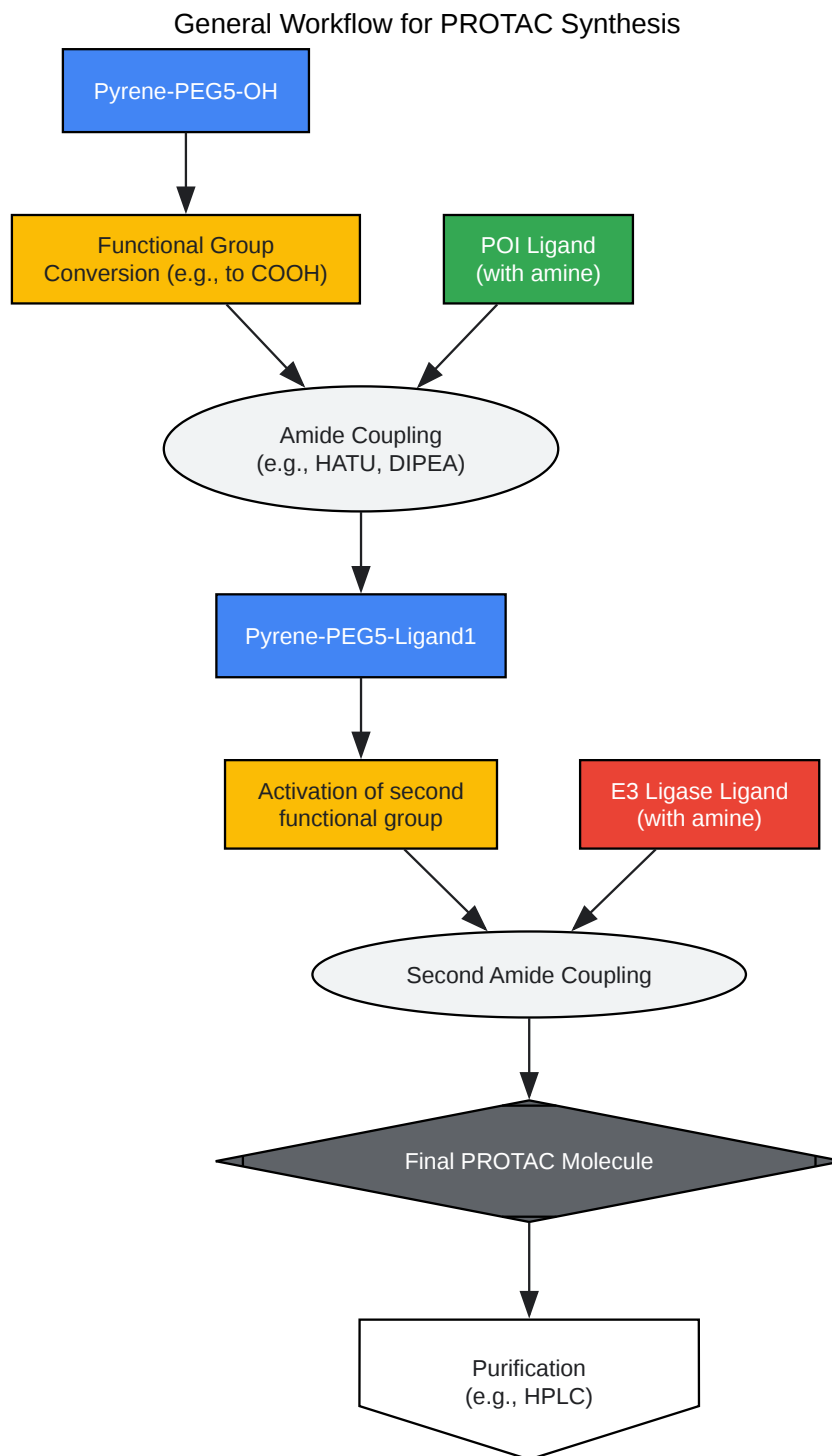 General Workflow for PROTAC Synthesis
Pyrene-PEG5-OH
Functional Group
Conversion (e.g., to COOH)
POI Ligand
(with amine)
Amide Coupling
(e.g., HATU, DIPEA)
Pyrene-PEG5-Ligand1
Activation of second
functional group
E3 Ligase Ligand
(with amine)
Second Amide Coupling
Final PROTAC Molecule
Purification
(e.g., HPLC)